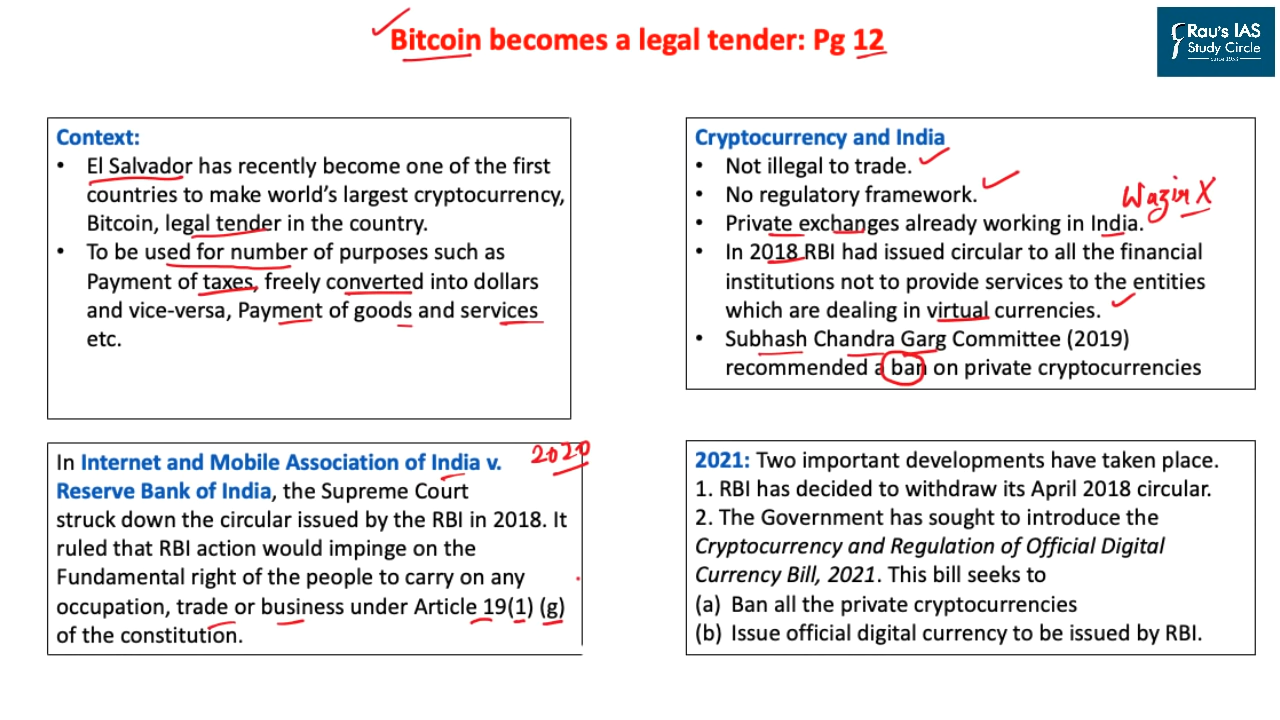 Bitcoin becomes a legal tender: Pg 12
Rau's IAS
Study Circle
since 1953
Context:
• El Salvador has recently become one of the first
countries to make world's largest cryptocurrency,
Bitcoin, legal tender in the country.
• To be used for number of purposes such as
Payment of taxes, freely converted into dollars
and vice-versa, Payment of goods and services
etc.
Cryptocurrency and India
• Not illegal to trade.
• No regulatory framework.
WazirX
• Private exchanges already working in India.
• In 2018 RBI had issued circular to all the financial
institutions not to provide services to the entities
which are dealing in virtual currencies.
• Subhash Chandra Garg Committee (2019)
recommended a ban on private cryptocurrencies
2020
In Internet and Mobile Association of India v.
Reserve Bank of India, the Supreme Court
struck down the circular issued by the RBI in 2018. It
ruled that RBI action would impinge on the
Fundamental right of the people to carry on any
occupation, trade or business under Article 19(1) (g)
of the constitution.
2021: Two important developments have taken place.
1. RBI has decided to withdraw its April 2018 circular.
2. The Government has sought to introduce the
Cryptocurrency and Regulation of Official Digital
Currency Bill, 2021. This bill seeks to
(a) Ban all the private cryptocurrencies
(b) Issue official digital currency to be issued by RBI.